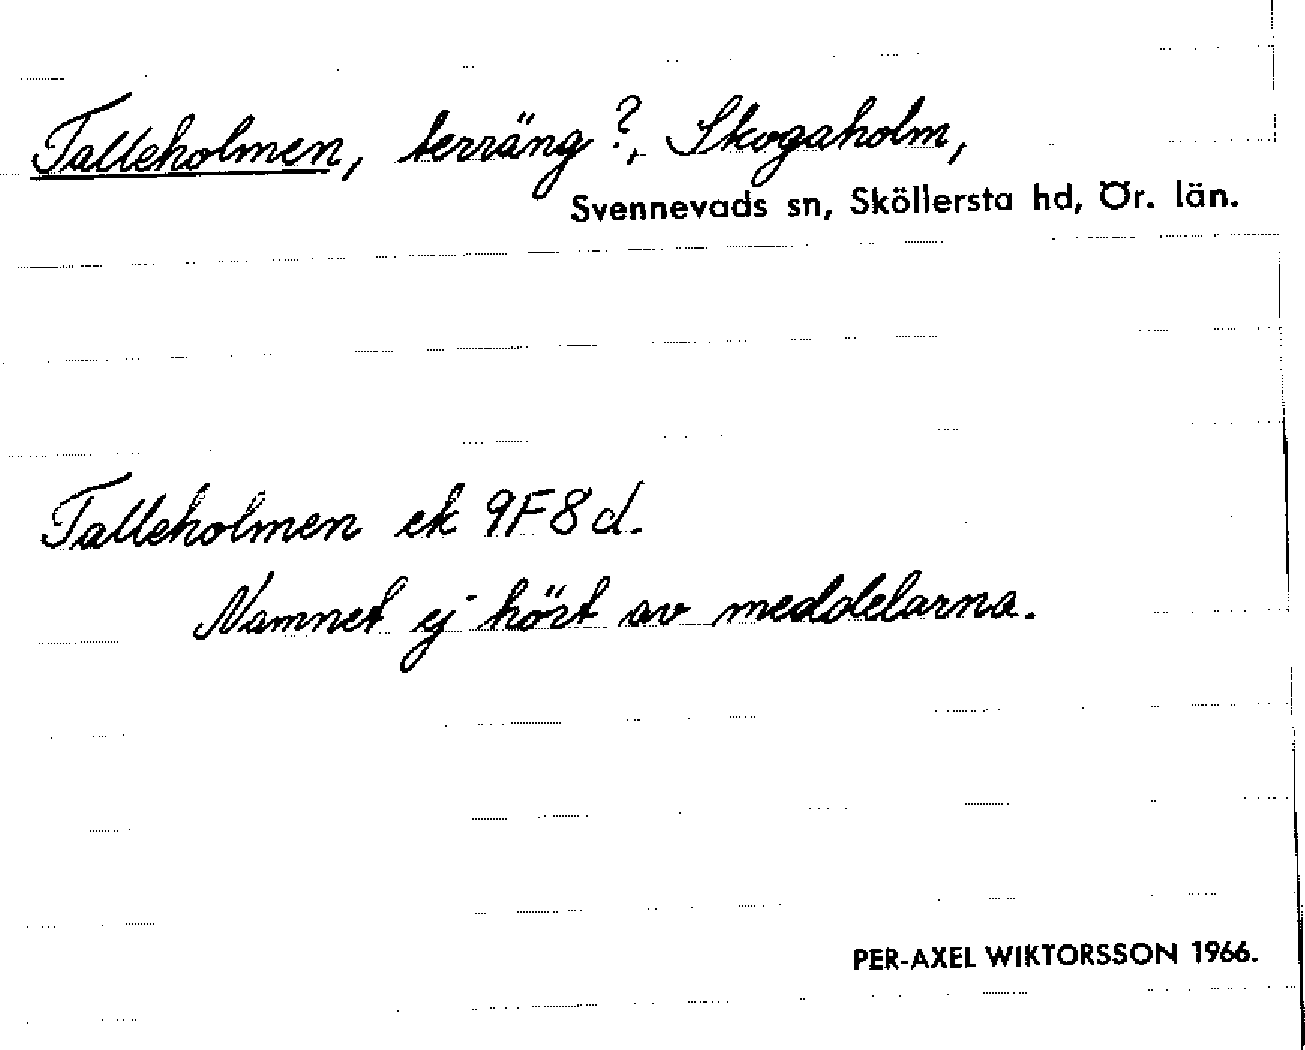 Talleholmen, terräng?, Skogaholm,
Svennevads sn, Sköllersta hd, Ör. län.
Talleholmen ek 9F8d.
Namnet ej hört av meddelarna.
PER-AXEL WIKTORSSON 1966.